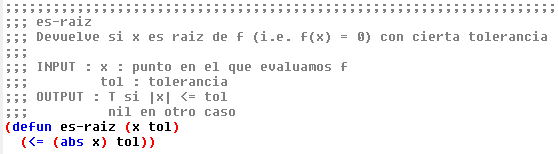 ;;;;;;;;;;;;;;;;;;;;;;;;;;;;;;;;;;;;;;;;;;;;;;;;;;;;;;;;;;;;;;;;;;;;;
;;; es-raiz
;;; Devuelve si x es raiz de f (i.e. f(x) = 0) con cierta tolerancia
;;;
;;; INPUT : x : punto en el que evaluamos f
;;;         tol : tolerancia
;;; OUTPUT : T si |x| <= tol
;;;          nil en otro caso
(defun es-raiz (x tol)
  (<= (abs x) tol))